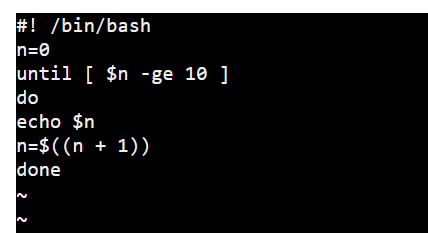 #! /bin/bash
n=0
until [ $n -ge 10 ]
do
echo $n
n=$((n + 1))
done
~
~